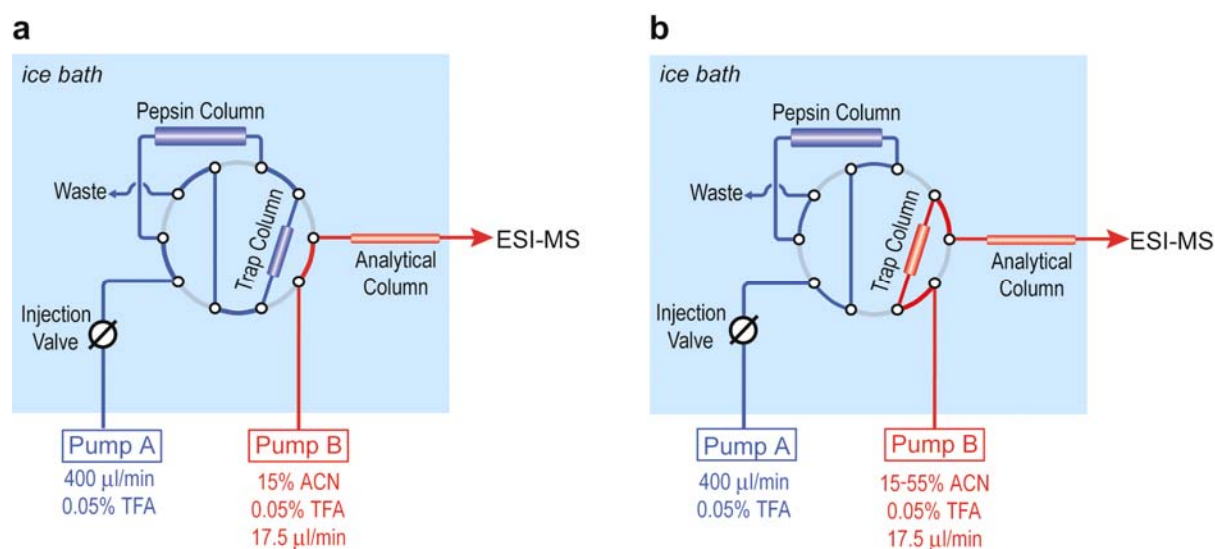 a
ice bath
Pepsin Column
Waste
Trap Column
ESI-MS
Analytical
Column
Injection
Valve
Pump A
400 µl/min
0.05% TFA
Pump B
15% ACN
0.05% TFA
17.5 µl/min
b
ice bath
Pepsin Column
Waste
Trap Column
ESI-MS
Analytical
Column
Injection
Valve
Pump A
400 µl/min
0.05% TFA
Pump B
15-55% ACN
0.05% TFA
17.5 µl/min